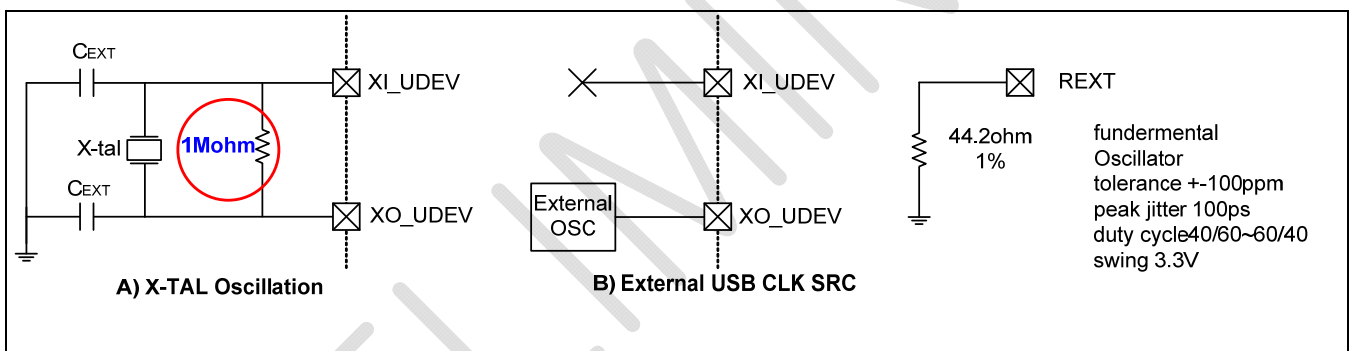 CEXT
XI_UDEV
X-tal
1Mohm
CEXT
XO_UDEV
A) X-TAL Oscillation
XI_UDEV
External
OSC
XO_UDEV
B) External USB CLK SRC
REXT
44.2ohm
1%
fundermental
Oscillator
tolerance +-100ppm
peak jitter 100ps
duty cycle40/60~60/40
swing 3.3V